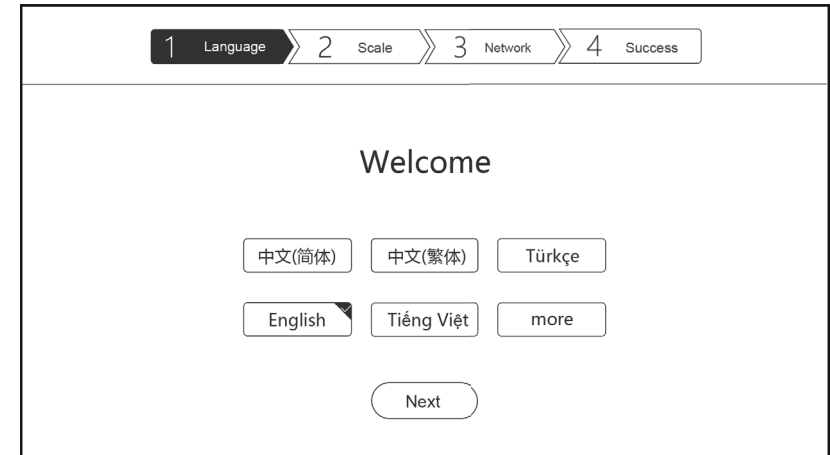 1 Language 2 Scale 3 Network 4 Success
Welcome
中文(简体) 中文(繁体) Türkçe
English Tiếng Việt more
Next